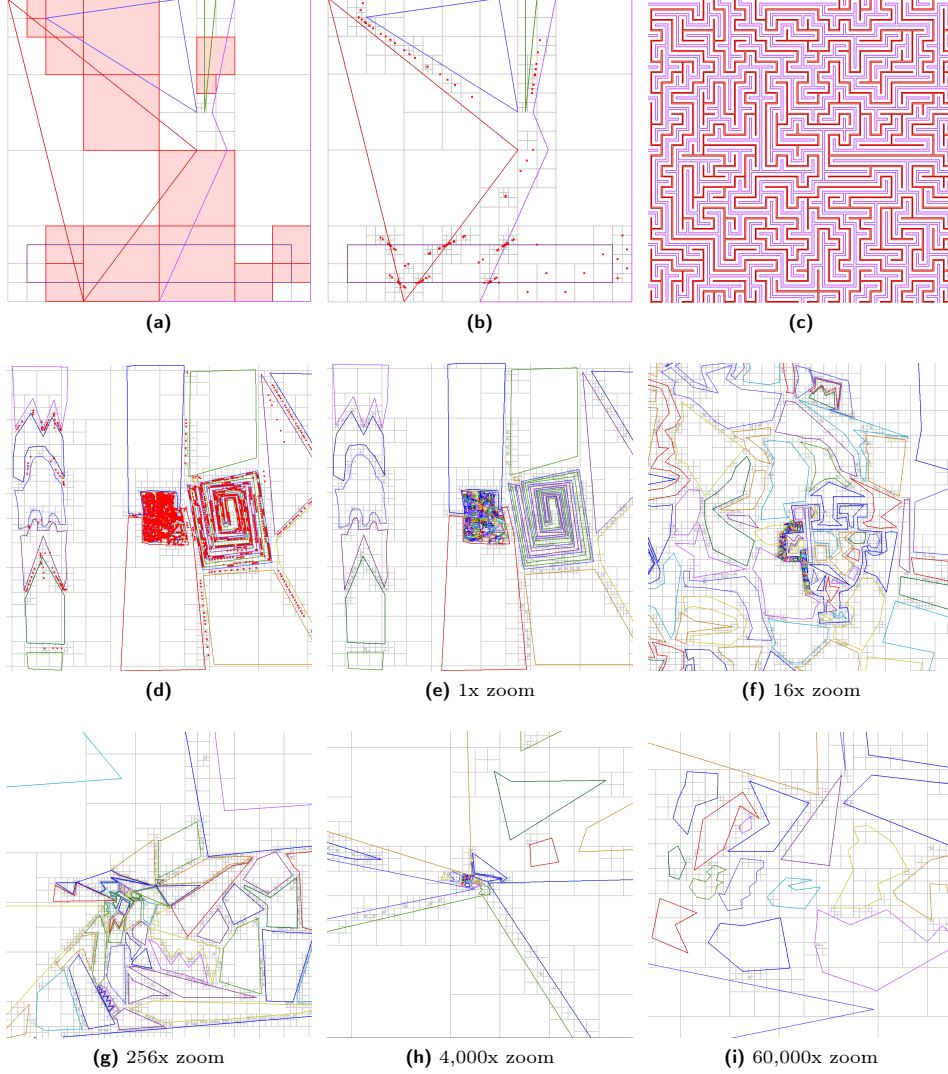 (a)
(b)
(c)
(d)
(e) 1x zoom
(f) 16x zoom
(g) 256x zoom
(h) 4,000x zoom
(i) 60,000x zoom